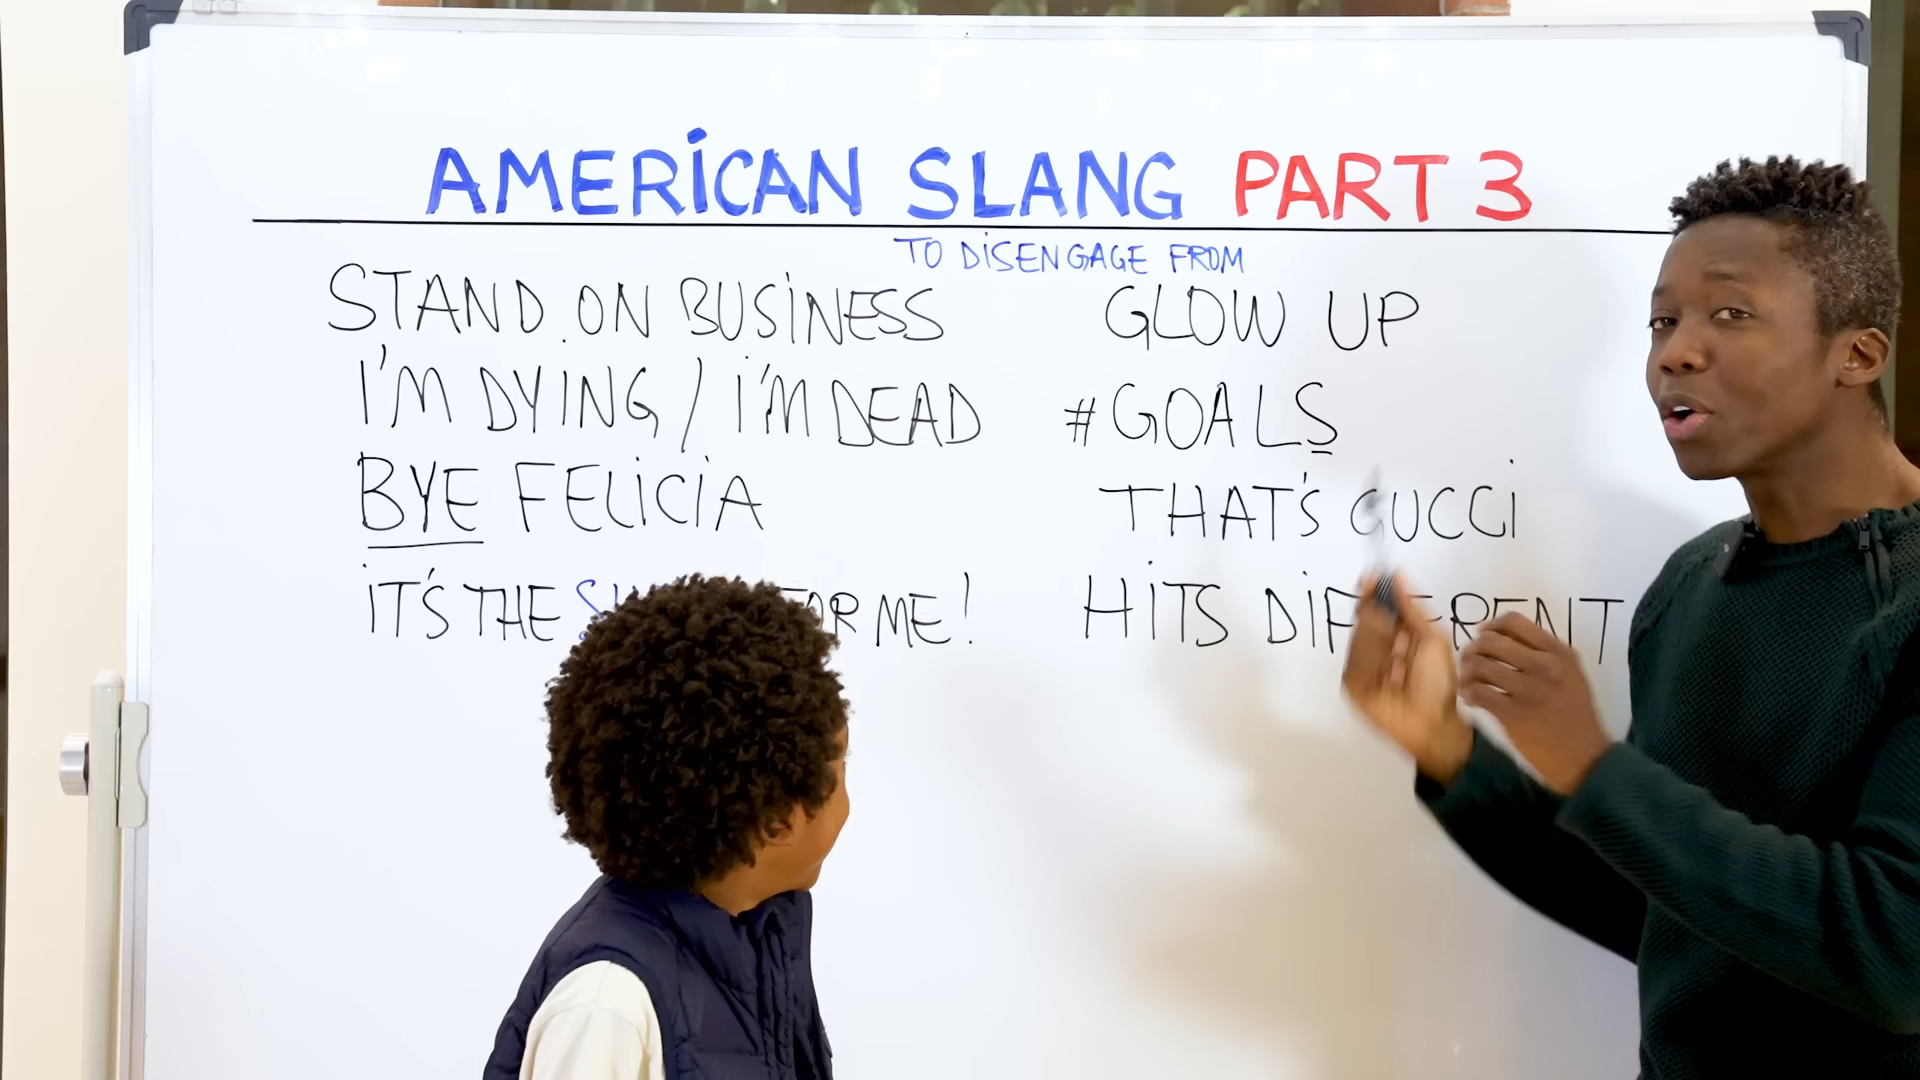 AMERICAN SLANG PART 3
TO DISENGAGE FROM
STAND ON BUSINESS
I'M DYING / I'M DEAD
BYE FELICIA
IT'S THE FOR ME!
GLOW UP
#GOALS
THAT'S GUCCI
HITS DIFFERENT